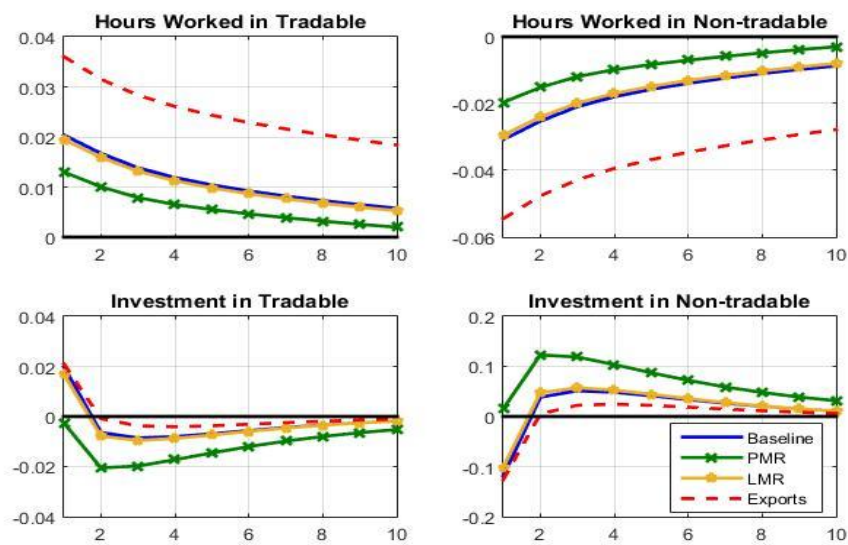 Hours Worked in Tradable
0.04
0.03
0.02
0.01
0
2 4 6 8 10
Hours Worked in Non-tradable
0
-0.02
-0.04
-0.06
2 4 6 8 10
Investment in Tradable
0.04
0.02
0
-0.02
-0.04
2 4 6 8 10
Investment in Non-tradable
0.2
0.1
0
-0.1
-0.2
2 4 6 8 10
Baseline
PMR
LMR
Exports